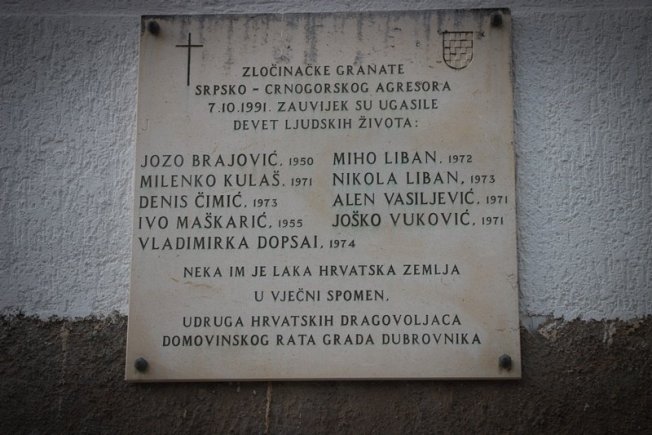 ZLOČINAČKE GRANATE
SRPSKO - CRNOGORSKOG AGRESORA
7.10.1991. ZAUVIJEK SU UGASILE
DEVET LJUDSKIH ŽIVOTA:
JOZO BRAJOVIĆ, 1950 MIHO LIBAN, 1972
MILENKO KULAŠ, 1971 NIKOLA LIBAN, 1973
DENIS ČIMIĆ, 1973 ALEN VASILJEVIĆ, 1971
IVO MAŠKARIĆ, 1955 JOŠKO VUKOVIĆ, 1971
VLADIMIRKA DOPSAJ, 1974
NEKA IM JE LAKA HRVATSKA ZEMLJA
U VJEČNI SPOMEN,
UDRUGA HRVATSKIH DRAGOVOLJACA
DOMOVINSKOG RATA GRADA DUBROVNIKA